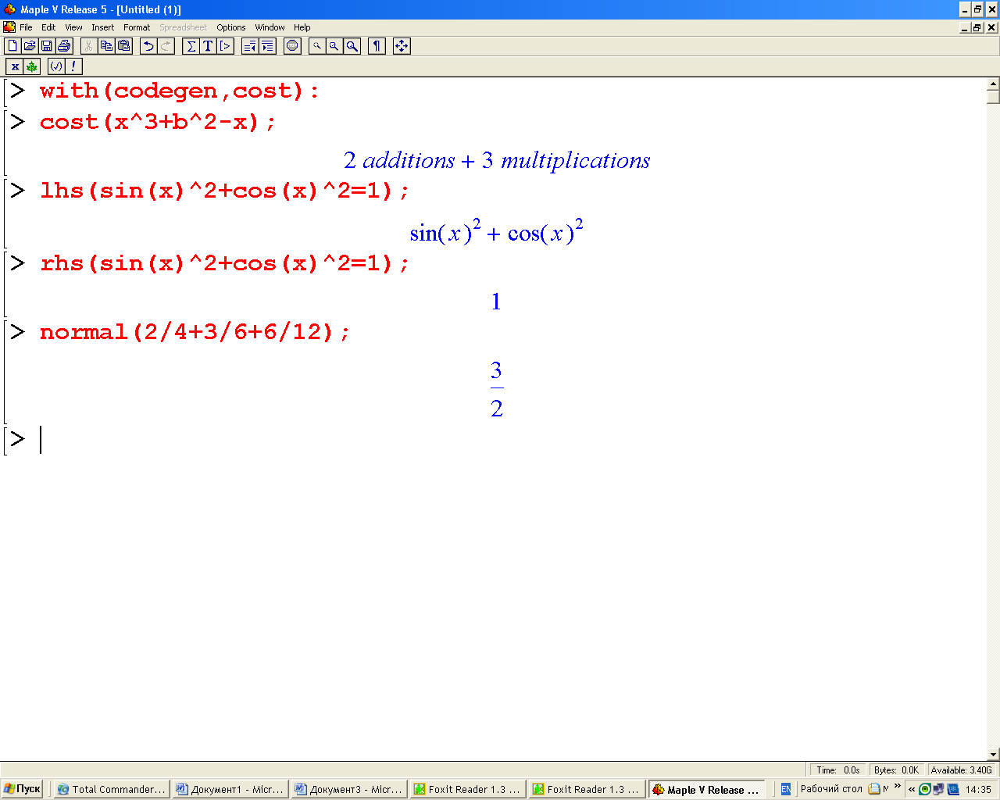 Maple V Release 5 - [Untitled (1)]
File Edit View Insert Format Spreadsheet Options Window Help
> with(codegen,cost):
> cost(x^3+b^2-x);
2 additions + 3 multiplications
> lhs(sin(x)^2+cos(x)^2=1);
sin(x)² + cos(x)²
> rhs(sin(x)^2+cos(x)^2=1);
1
> normal(2/4+3/6+6/12);
3
2
>
Time: 0.0s Bytes: 0.0K Available: 3.40G
Пуск Total Commander... Документ1 - Micr... Документ3 - Micr... Foxit Reader 1.3 ... Foxit Reader 1.3 ... Maple V Release ... EN Рабочий стол » « 14:35